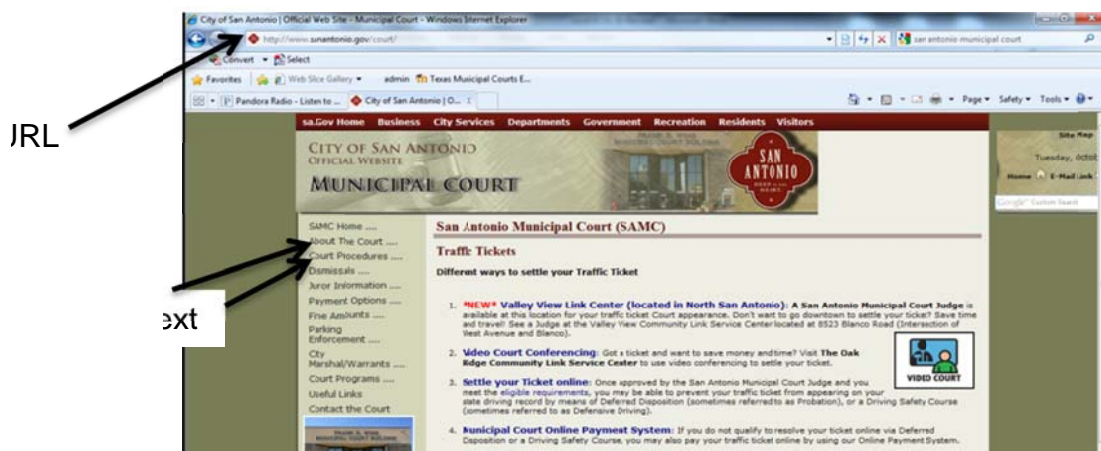 City of San Antonio | Official Web Site - Municipal Court - Windows Internet Explorer
http://www.sanantonio.gov/court/
san antonio municipal court
Convert
Select
Favorites
Web Slice Gallery
admin
Texas Municipal Courts E...
Pandora Radio - Listen to ...
City of San Antonio | O... x
Page
Safety
Tools
URL
sa.Gov Home Business City Services Departments Government Recreation Residents Visitors
CITY OF SAN ANTONIO
OFFICIAL WEBSITE
MUNICIPAL COURT
FRANK D. WING
MUNICIPAL COURT BUILDING
SAN
ANTONIO
Site Map
Tuesday, Octob
Home E-Mail Link
Google Custom Search
SAMC Home ....
About The Court ....
Court Procedures ....
Dismissals ....
Juror Information ....
Payment Options ....
Fine Amounts ....
Parking
Enforcement ....
City
Marshal/Warrants ....
Court Programs ....
Useful Links
Contact the Court
ext
San Antonio Municipal Court (SAMC)
Traffic Tickets
Different ways to settle your Traffic Ticket
1. *NEW* Valley View Link Center (located in North San Antonio): A San Antonio Municipal Court Judge is
available at this location for your traffic ticket Court appearance. Don't want to go downtown to settle your ticket? Save time
and travel! See a Judge at the Valley View Community Link Service Center located at 8523 Blanco Road (Intersection of
West Avenue and Blanco).
2. Video Court Conferencing: Got a ticket and want to save money and time? Visit The Oak
Ridge Community Link Service Center to use video conferencing to settle your ticket.
VIDEO COURT
3. Settle your Ticket online: Once approved by the San Antonio Municipal Court Judge and you
meet the eligible requirements, you may be able to prevent your traffic ticket from appearing on your
state driving record by means of Deferred Disposition (sometimes referred to as Probation), or a Driving Safety Course
(sometimes referred to as Defensive Driving).
4. Municipal Court Online Payment System: If you do not qualify to resolve your ticket online via Deferred
Disposition or a Driving Safety Course, you may also pay your traffic ticket online by using our Online Payment System.